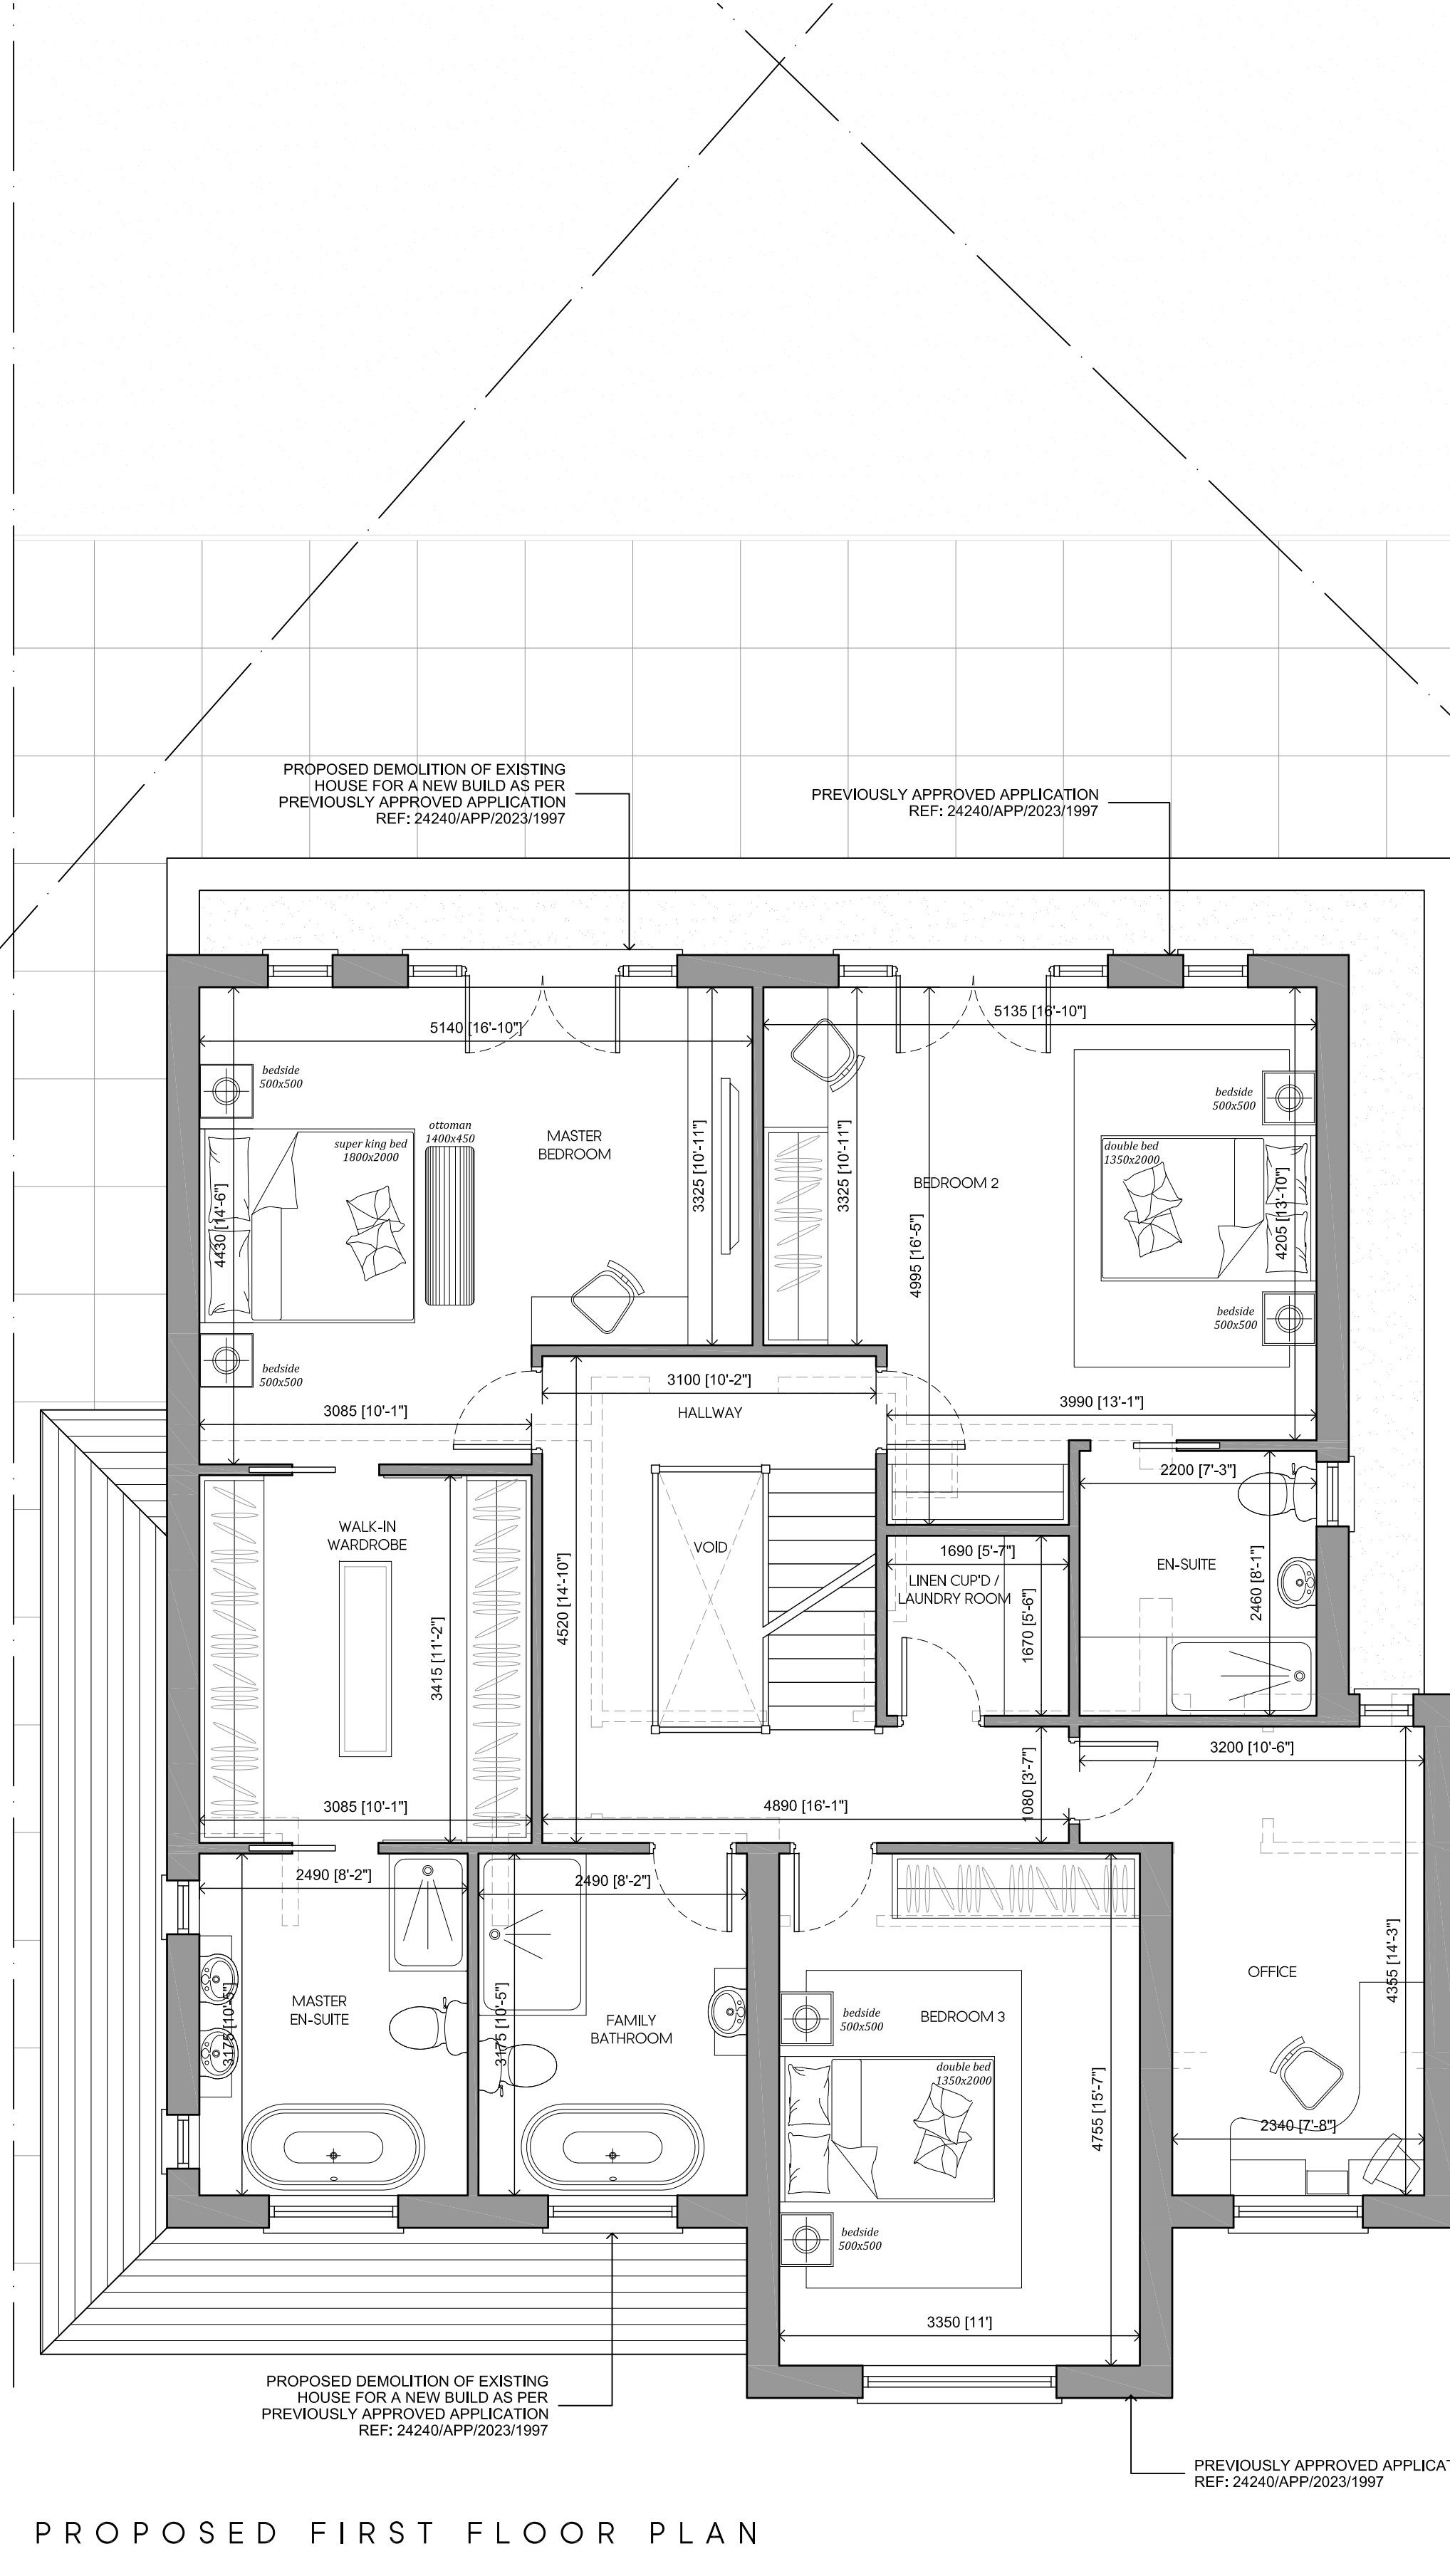 PROPOSED DEMOLITION OF EXISTING
HOUSE FOR A NEW BUILD AS PER
PREVIOUSLY APPROVED APPLICATION
REF: 24240/APP/2023/1997
PREVIOUSLY APPROVED APPLICATION
REF: 24240/APP/2023/1997
5140 [16'-10"]
5135 [16'-10"]
bedside
500x500
super king bed
1800x2000
ottoman
1400x450
MASTER
BEDROOM
4430 [14'-6"]
3325 [10'-11"]
bedside
500x500
3085 [10'-1"]
3325 [10'-11"]
4995 [16'-5"]
BEDROOM 2
bedside
500x500
double bed
1350x2000
4205 [13'-10"]
bedside
500x500
3990 [13'-1"]
3100 [10'-2"]
HALLWAY
VOID
4520 [14'-10"]
WALK-IN
WARDROBE
3415 [11'-2"]
3085 [10'-1"]
1690 [5'-7"]
LINEN CUP'D /
LAUNDRY ROOM
1670 [5'-6"]
2200 [7'-3"]
EN-SUITE
2460 [8'-1"]
4890 [16'-1"]
1080 [3'-7"]
3200 [10'-6"]
2490 [8'-2"]
MASTER
EN-SUITE
3175 [10'-5"]
2490 [8'-2"]
3175 [10'-5"]
FAMILY
BATHROOM
bedside
500x500
BEDROOM 3
double bed
1350x2000
4755 [15'-7"]
bedside
500x500
3350 [11']
OFFICE
4355 [14'-3"]
2340 [7'-8"]
PROPOSED DEMOLITION OF EXISTING
HOUSE FOR A NEW BUILD AS PER
PREVIOUSLY APPROVED APPLICATION
REF: 24240/APP/2023/1997
PREVIOUSLY APPROVED APPLICAT
REF: 24240/APP/2023/1997
PROPOSED FIRST FLOOR PLAN